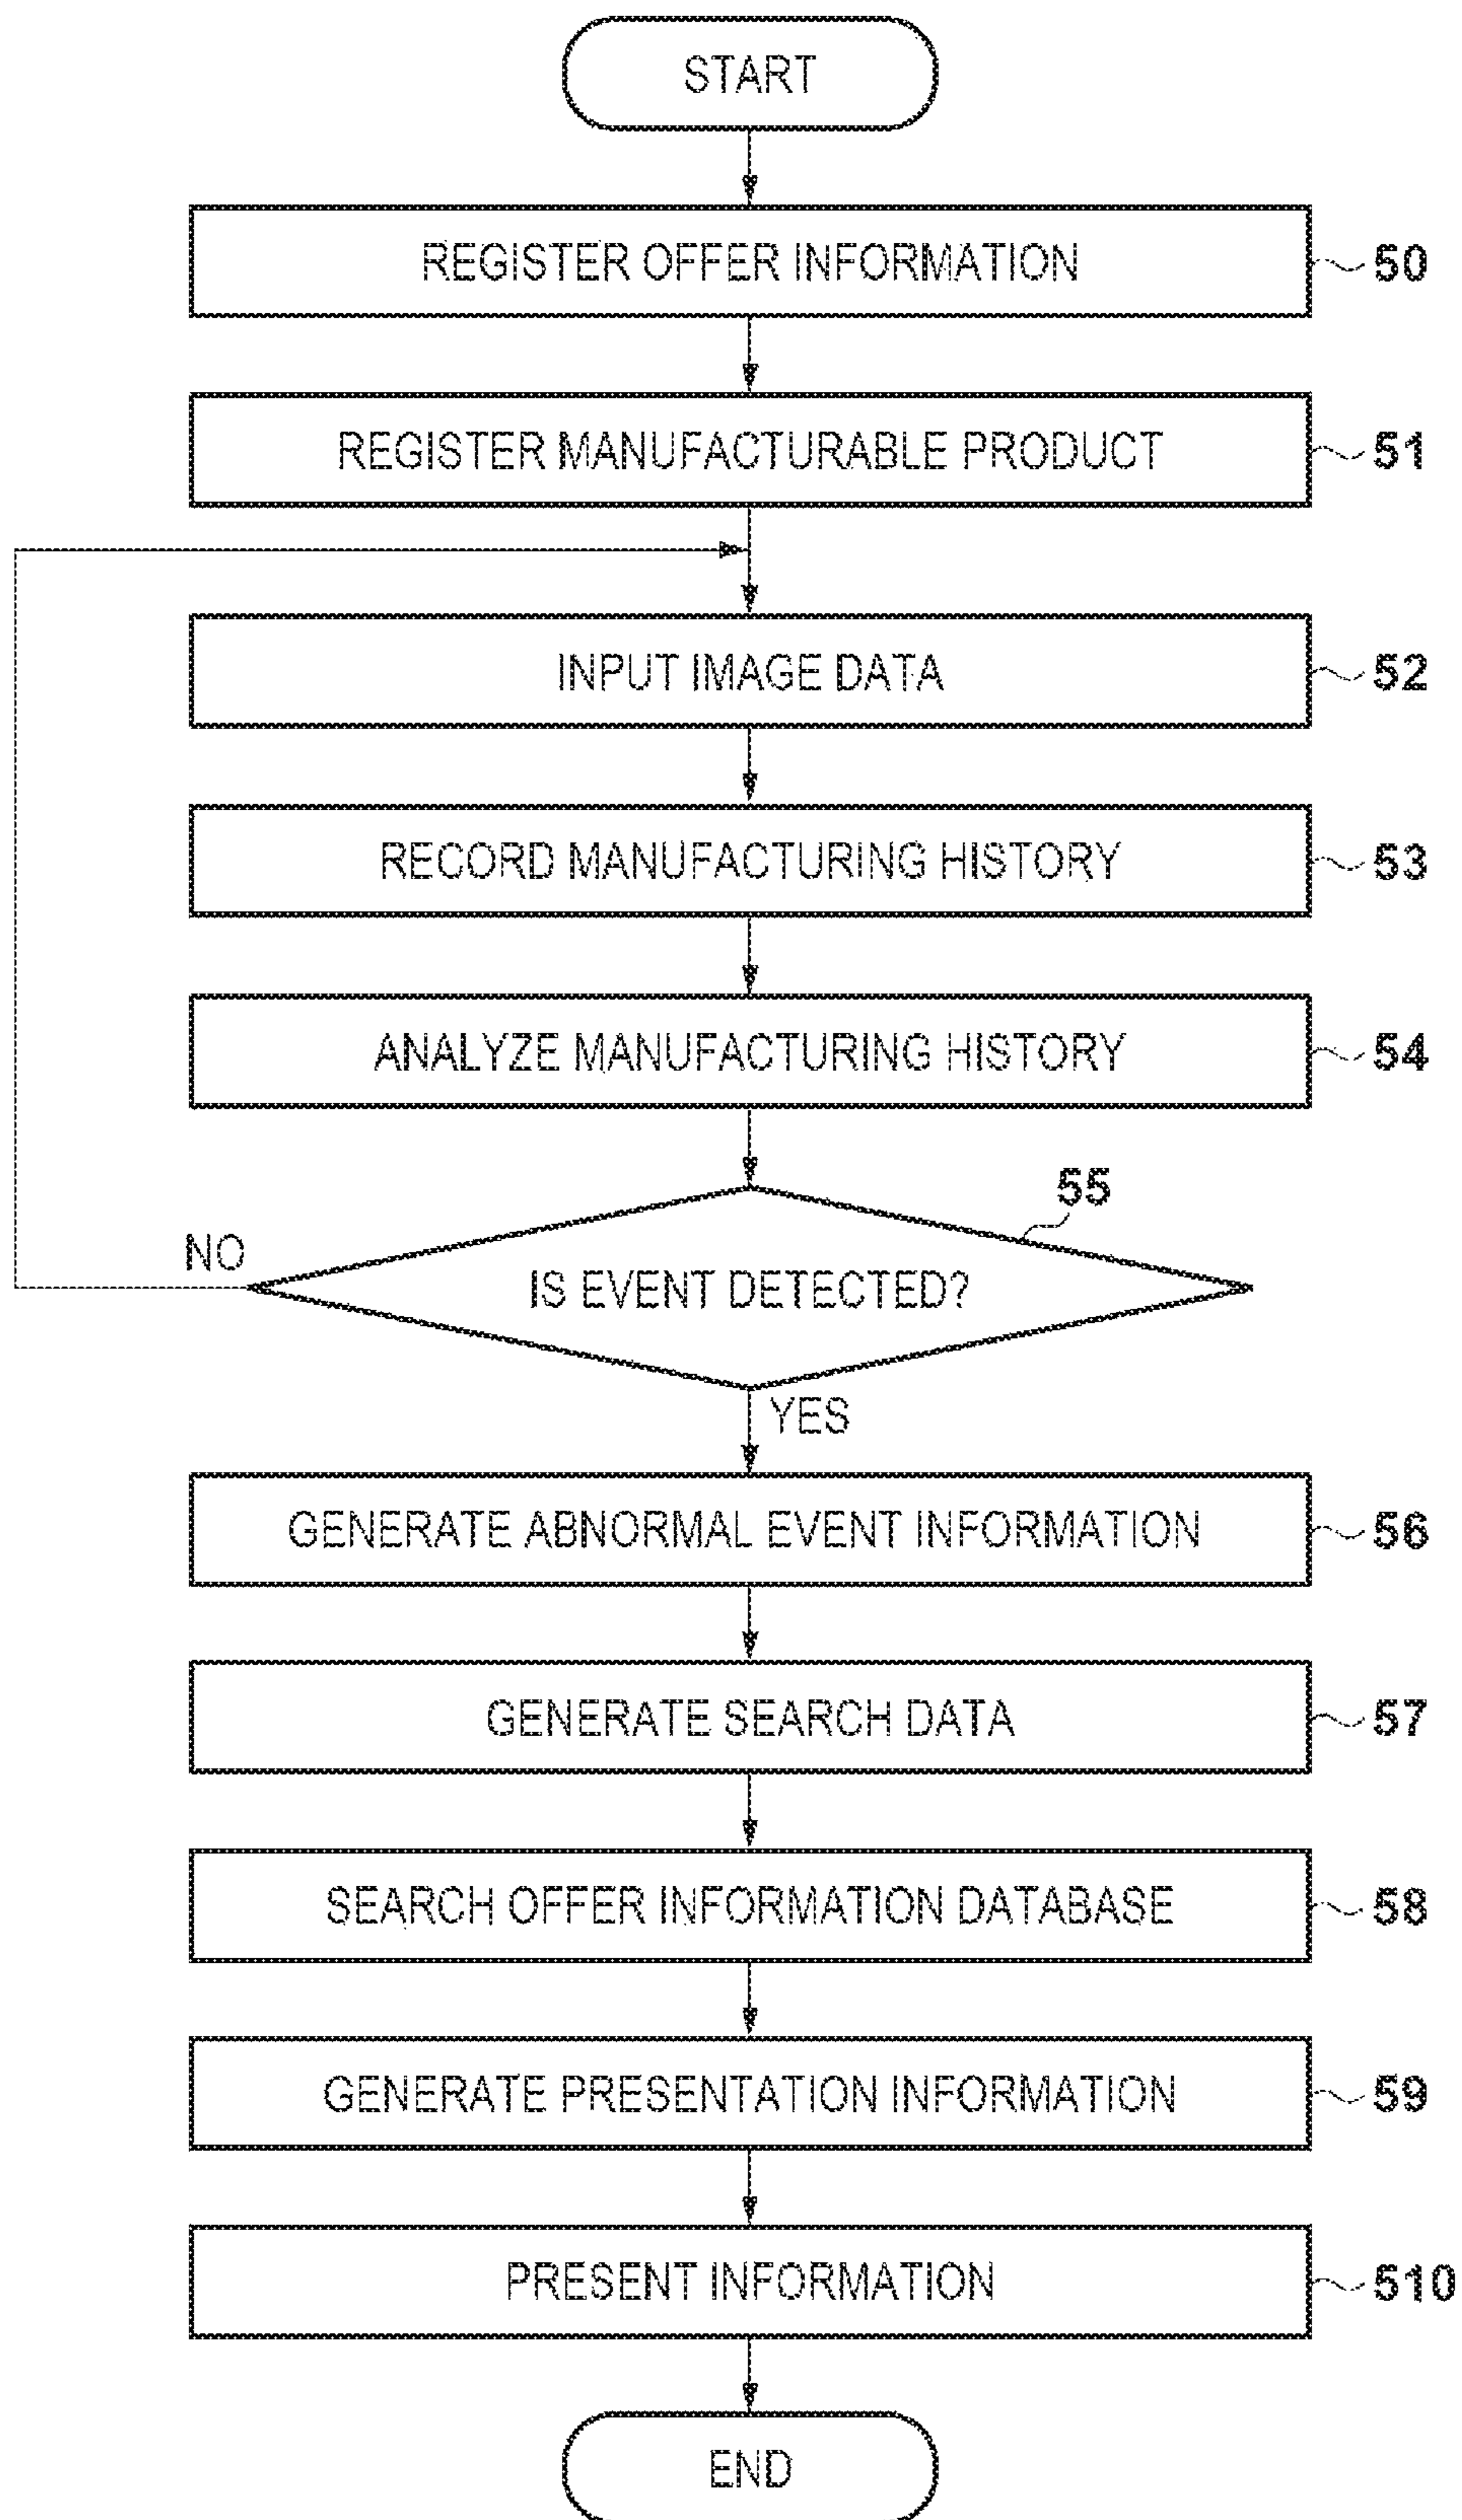 START
REGISTER OFFER INFORMATION
50
REGISTER MANUFACTURABLE PRODUCT
51
INPUT IMAGE DATA
52
RECORD MANUFACTURING HISTORY
53
ANALYZE MANUFACTURING HISTORY
54
55
NO
IS EVENT DETECTED?
YES
GENERATE ABNORMAL EVENT INFORMATION
56
GENERATE SEARCH DATA
57
SEARCH OFFER INFORMATION DATABASE
58
GENERATE PRESENTATION INFORMATION
59
PRESENT INFORMATION
510
END